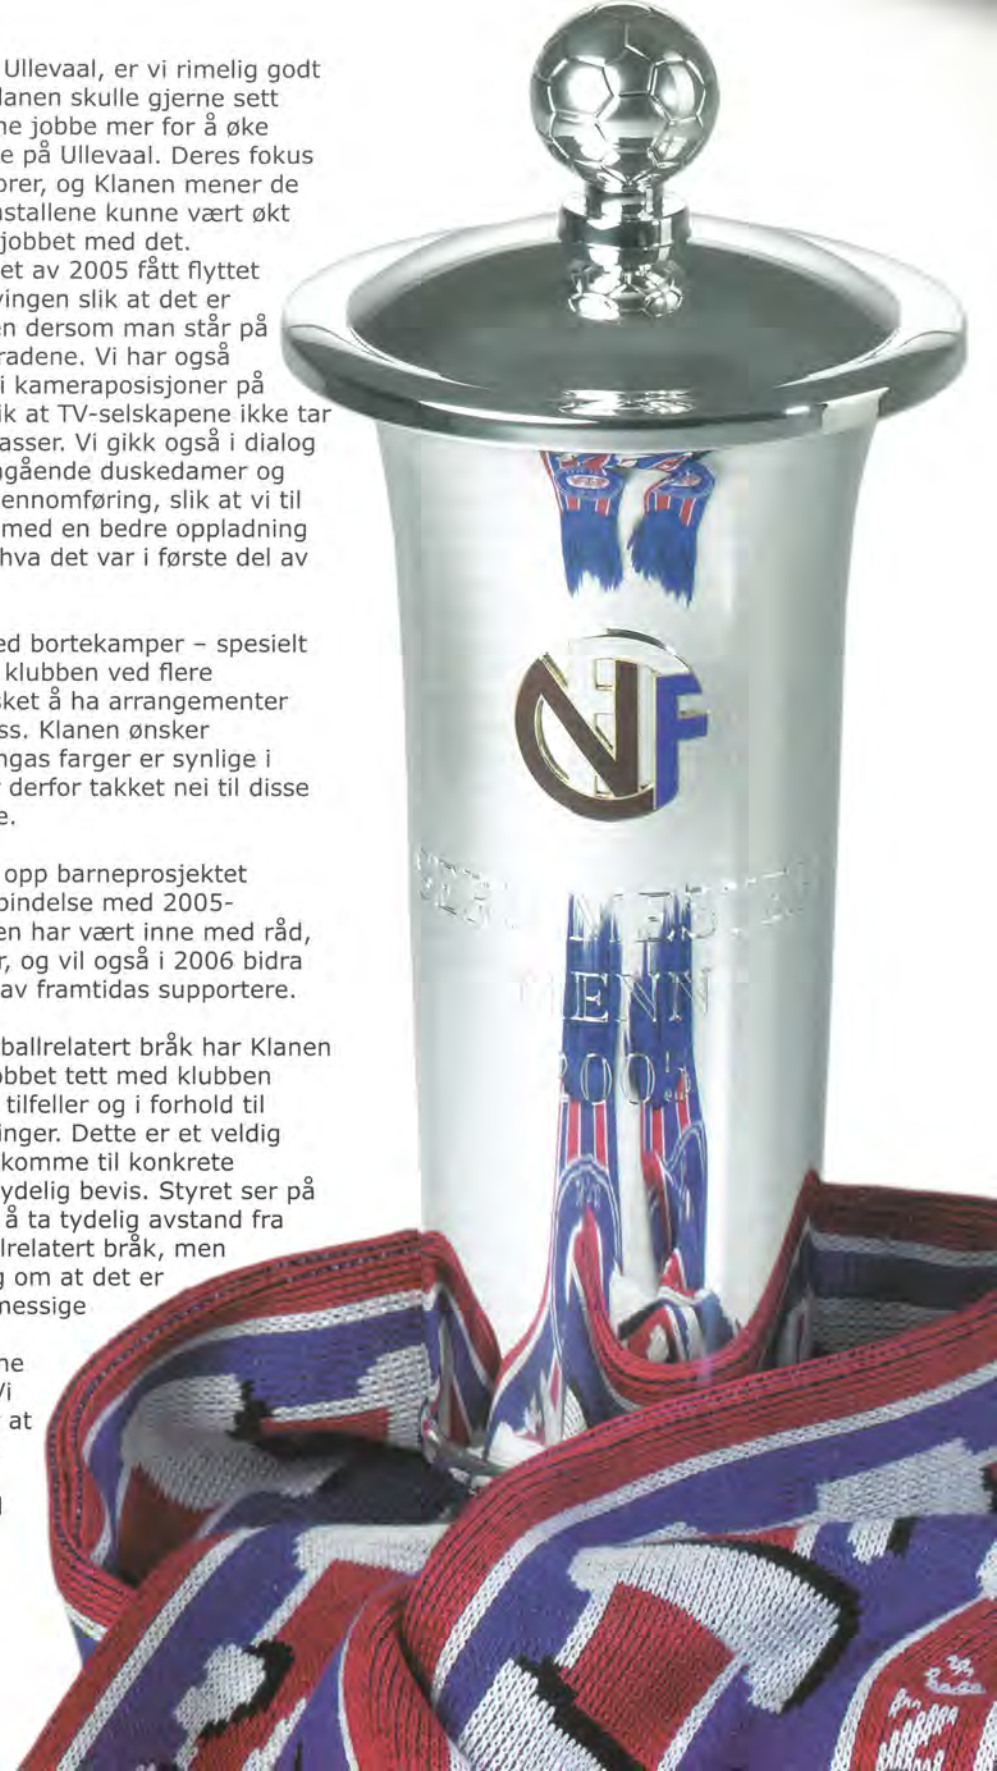 Ullevaal, er vi rimelig godt
lanen skulle gjerne sett
ne jobbe mer for å øke
e på Ullevaal. Deres fokus
orer, og Klanen mener de
nstallene kunne vært økt
jobbet med det.
et av 2005 fått flyttet
vingen slik at det er
en dersom man står på
radene. Vi har også
i kameraposisjoner på
ik at TV-selskapene ikke tar
asser. Vi gikk også i dialog
ngående duskedamer og
ennomføring, slik at vi til
med en bedre oppladning
hva det var i første del av
ed bortekamper – spesielt
klubben ved flere
sket å ha arrangementer
ss. Klanen ønsker
ngas farger er synlige i
r derfor takket nei til disse
e.
opp barneprosjektet
bindelse med 2005-
en har vært inne med råd,
r, og vil også i 2006 bidra
av framtidas supportere.
ballrelatert bråk har Klanen
obbet tett med klubben
tilfeller og i forhold til
inger. Dette er et veldig
komme til konkrete
ydelig bevis. Styret ser på
å ta tydelig avstand fra
lrelatert bråk, men
g om at det er
messige
ne
Vi
at
NFF
MENN